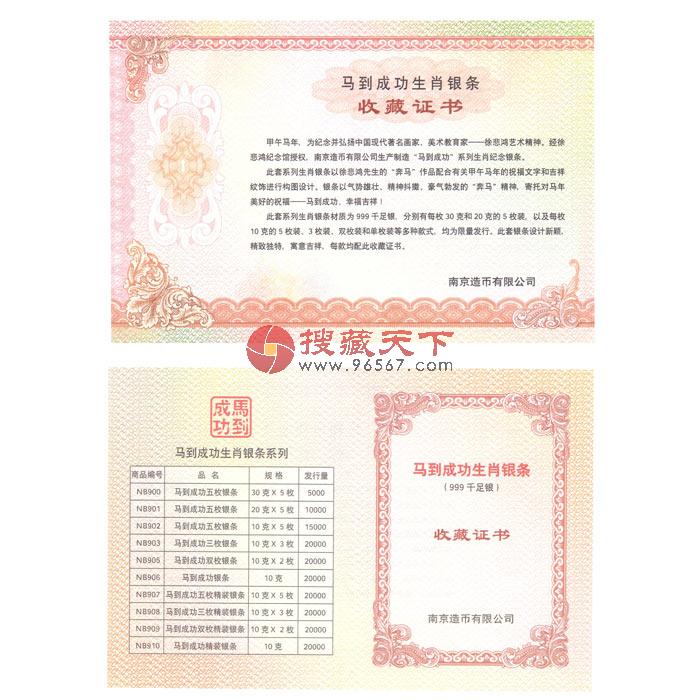 马到成功生肖银条
收藏证书
甲午马年，为纪念并弘扬中国现代著名画家、美术教育家——徐悲鸿艺术精神。经徐
悲鸿纪念馆授权，南京造币有限公司生产制造“马到成功”系列生肖纪念银条。
此套系列生肖银条以徐悲鸿先生的“奔马”作品配合有关甲午马年的祝福文字和吉祥
纹饰进行构图设计。银条以气势雄壮、精神抖擞、豪气勃发的“奔马”精神，寄托对马年
美好的祝福——马到成功，幸福吉祥！
此套系列生肖银条材质为999千足银，分别有每枚30克和20克的5枚装，以及每枚
10克的5枚装、3枚装、双枚装和单枚装等多种款式，均为限量发行。此套银条设计新颖，
精致独特，寓意吉祥，每款均配此收藏证书。
南京造币有限公司
搜藏天下
www.96567.com
馬到
成功
马到成功生肖银条系列
商品编号 品 名 规 格 发行量
NB900 马到成功五枚银条 30克X5枚 5000
NB901 马到成功五枚银条 20克X5枚 10000
NB902 马到成功五枚银条 10克X5枚 15000
NB903 马到成功三枚银条 10克X3枚 20000
NB905 马到成功双枚银条 10克X2枚 20000
NB906 马到成功银条 10克 20000
NB907 马到成功五枚精装银条 10克X5枚 20000
NB908 马到成功三枚精装银条 10克X3枚 20000
NB909 马到成功双枚精装银条 10克X2枚 20000
NB910 马到成功精装银条 10克 20000
马到成功生肖银条
（999千足银）
收藏证书
南京造币有限公司